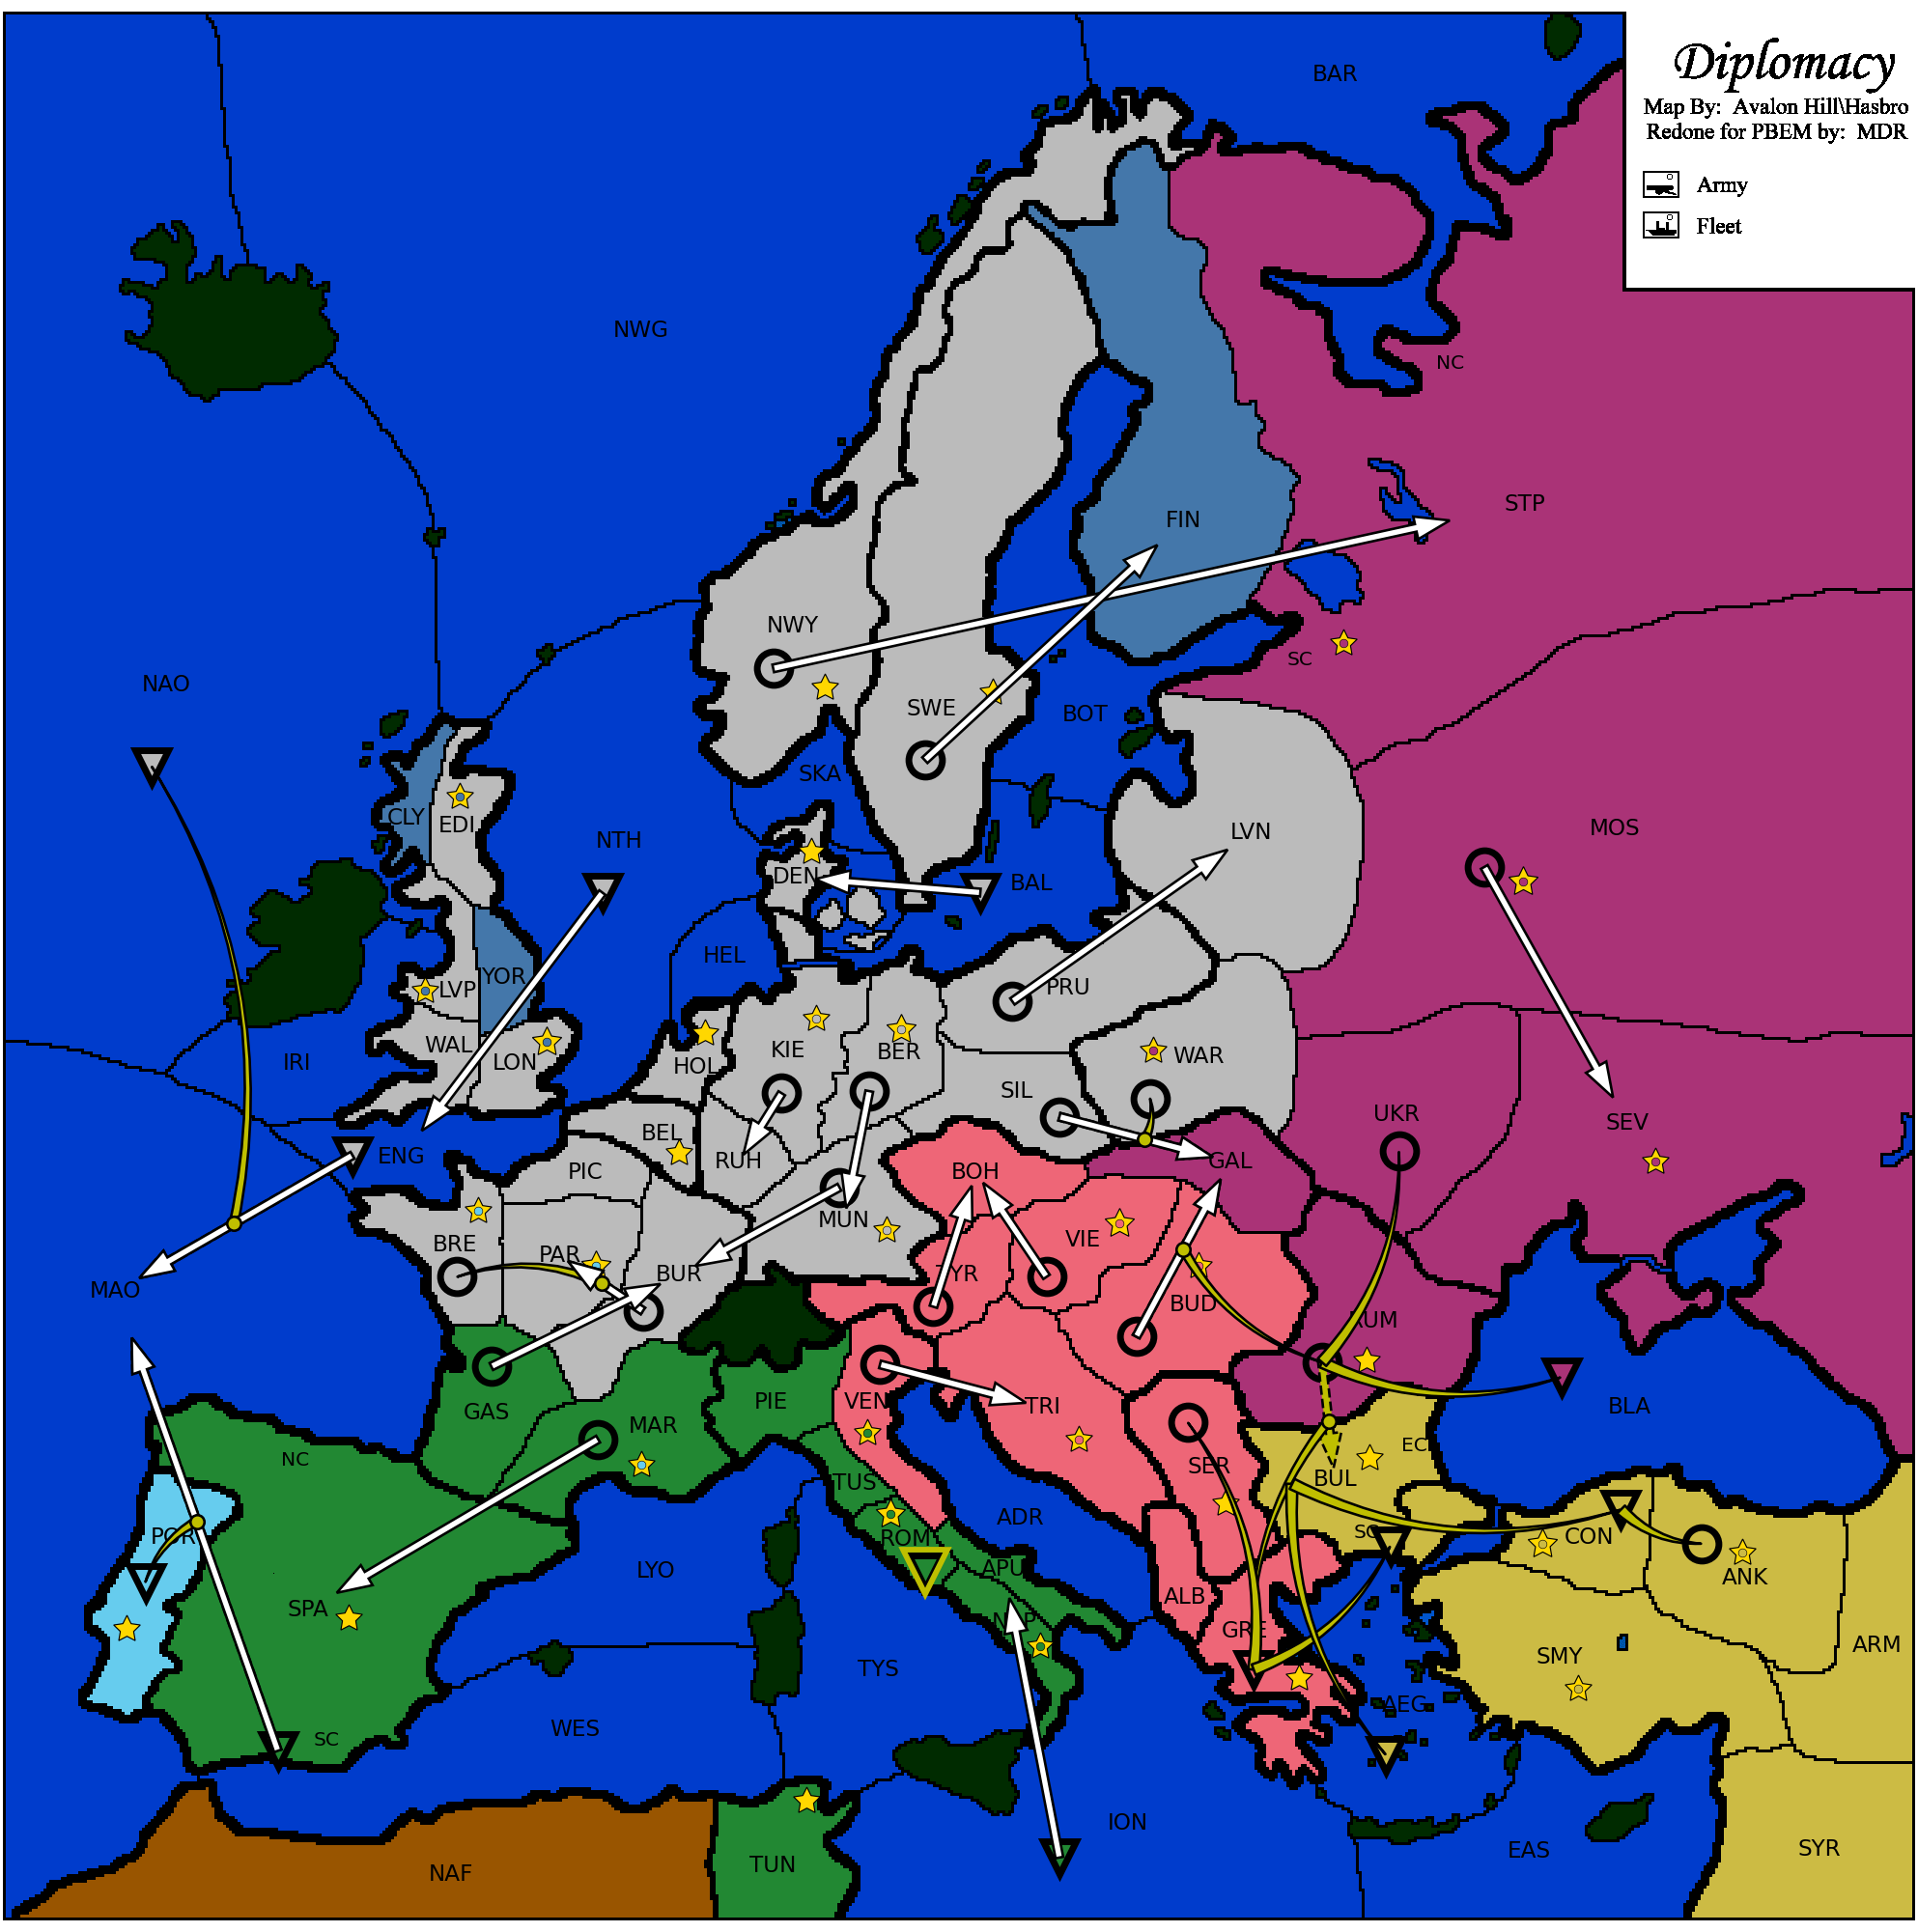 Diplomacy
Map By: Avalon Hill\Hasbro
Redone for PBEM by: MDR
Army
Fleet
BAR
NWG
NC
STP
FIN
NWY
SC
NAO
SWE
BOT
SKA
CLY
EDI
NTH
LVN
MOS
DEN
BAL
HEL
YOR
LVP
PRU
WAL
LON
IRI
HOL
KIE
BER
WAR
SIL
UKR
SEV
ENG
BEL
RUH
GAL
PIC
BOH
MUN
BRE
PAR
BUR
VIE
TYR
MAO
BUD
RUM
GAS
MAR
PIE
VEN
TRI
BLA
NC
TUS
SER
EC
BUL
POR
ROM
ADR
SC
CON
LYO
APU
ANK
SPA
ALB
NAP
GRE
SMY
ARM
TYS
AEG
WES
SC
ION
EAS
SYR
NAF
TUN